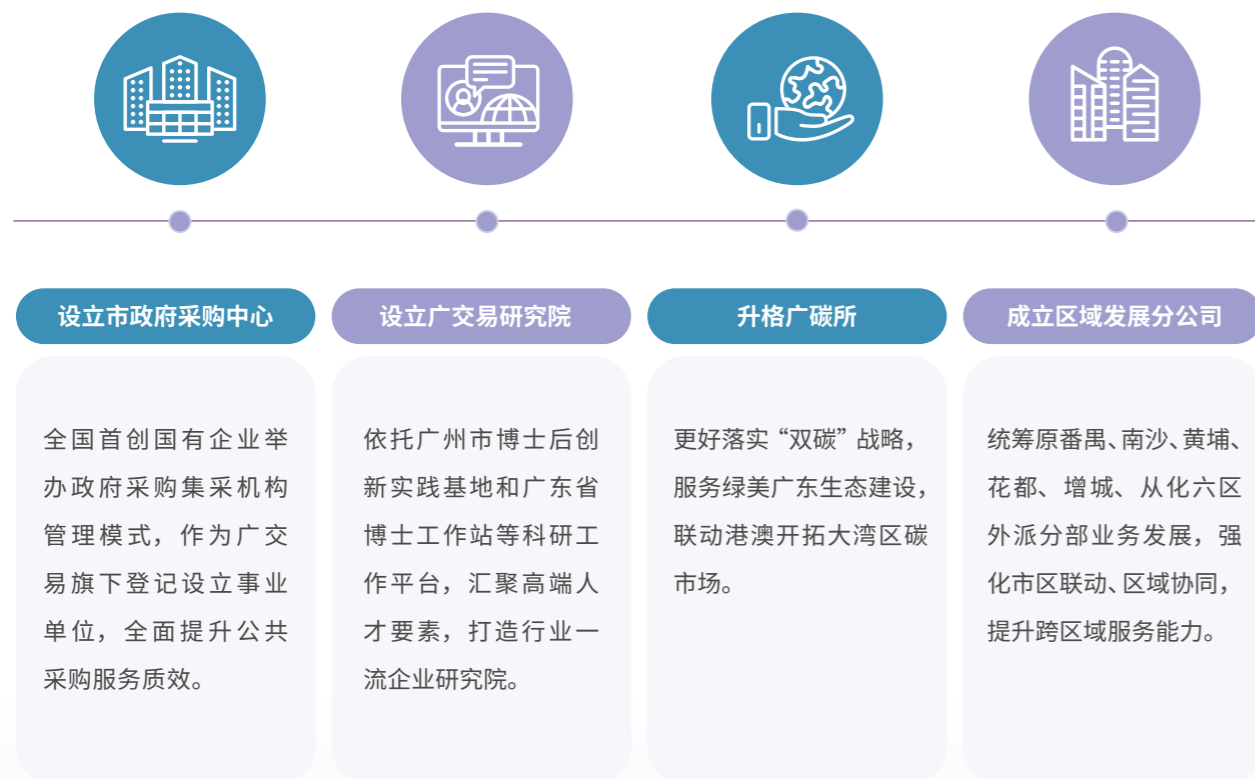 设立市政府采购中心
全国首创国有企业举
办政府采购集采机构
管理模式，作为广交
易旗下登记设立事业
单位，全面提升公共
采购服务质效。
设立广交易研究院
依托广州市博士后创
新实践基地和广东省
博士工作站等科研工
作平台，汇聚高端人
才要素，打造行业一
流企业研究院。
升格广碳所
更好落实“双碳”战略，
服务绿美广东生态建设，
联动港澳开拓大湾区碳
市场。
成立区域发展分公司
统筹原番禺、南沙、黄埔、
花都、增城、从化六区
外派分部业务发展，强
化市区联动、区域协同，
提升跨区域服务能力。